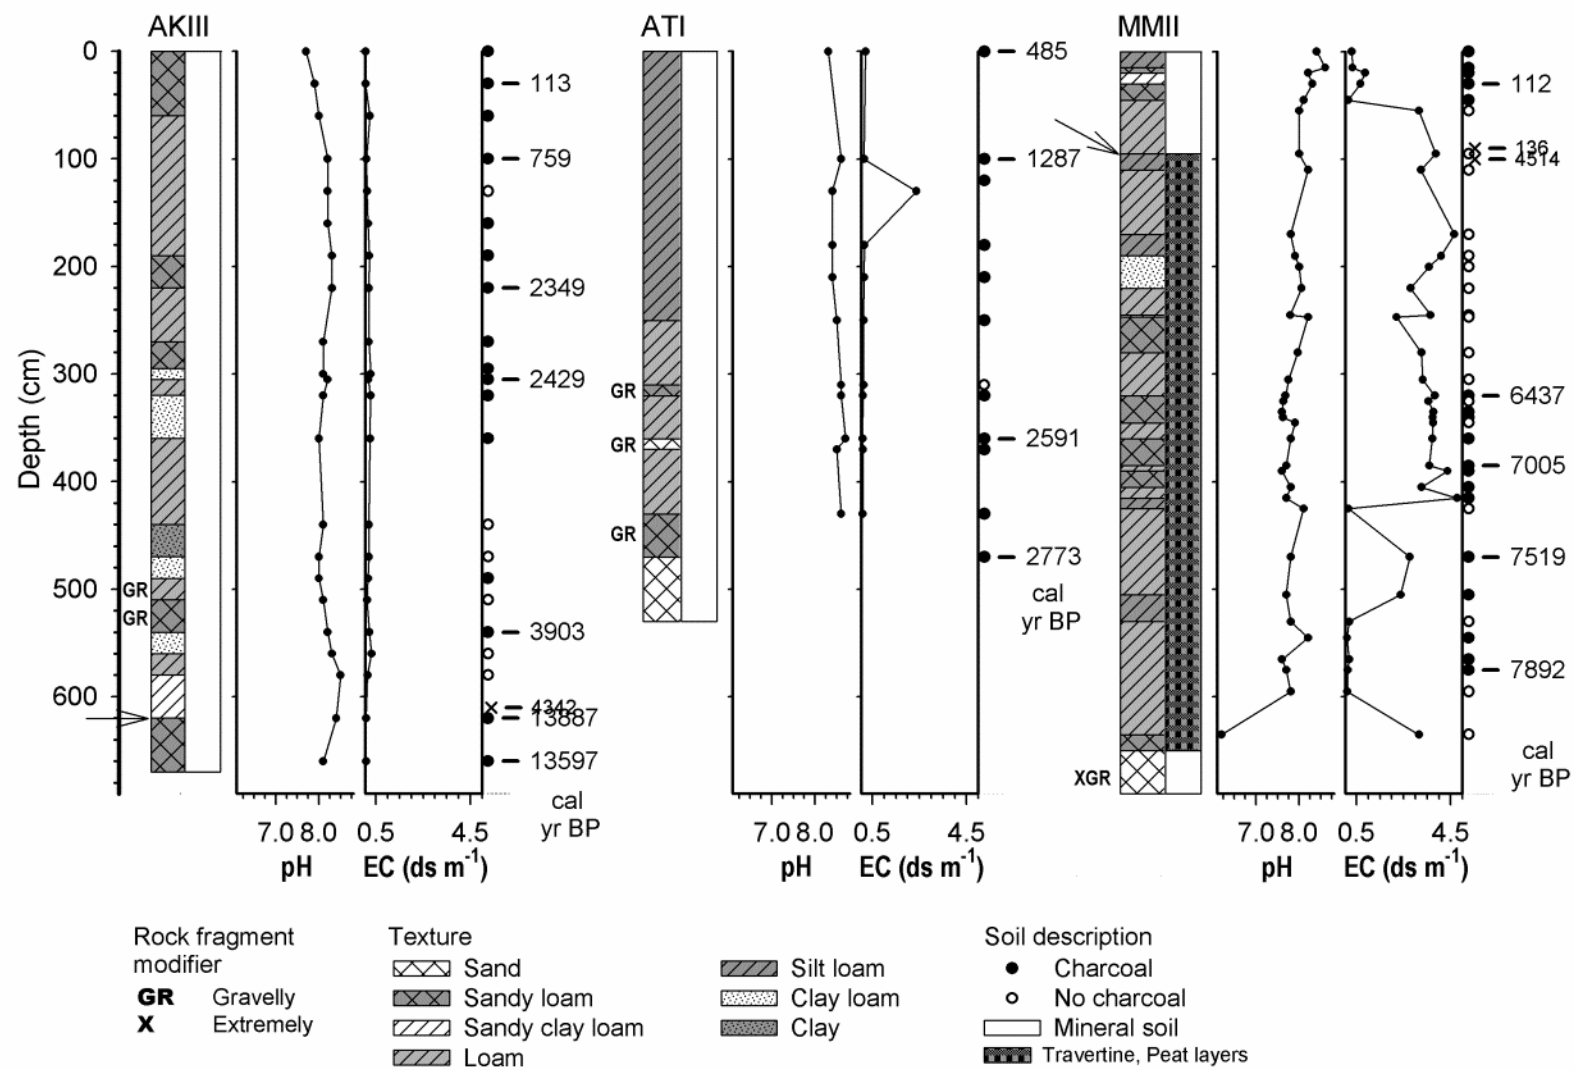 AKIII
ATI
MMII
Depth (cm)
0
100
200
300
400
500
600
GR
GR
113
759
2349
2429
3903
4342
13887
13597
cal
yr BP
7.0 8.0
0.5
4.5
pH
EC (ds m-1)
GR
GR
GR
485
1287
2591
2773
cal
yr BP
7.0 8.0
0.5
4.5
pH
EC (ds m-1)
XGR
112
136
4514
6437
7005
7519
7892
cal
yr BP
7.0 8.0
0.5
4.5
pH
EC (ds m-1)
Rock fragment
modifier
GR Gravelly
X Extremely
Texture
Sand
Sandy loam
Sandy clay loam
Loam
Silt loam
Clay loam
Clay
Soil description
Charcoal
No charcoal
Mineral soil
Travertine, Peat layers